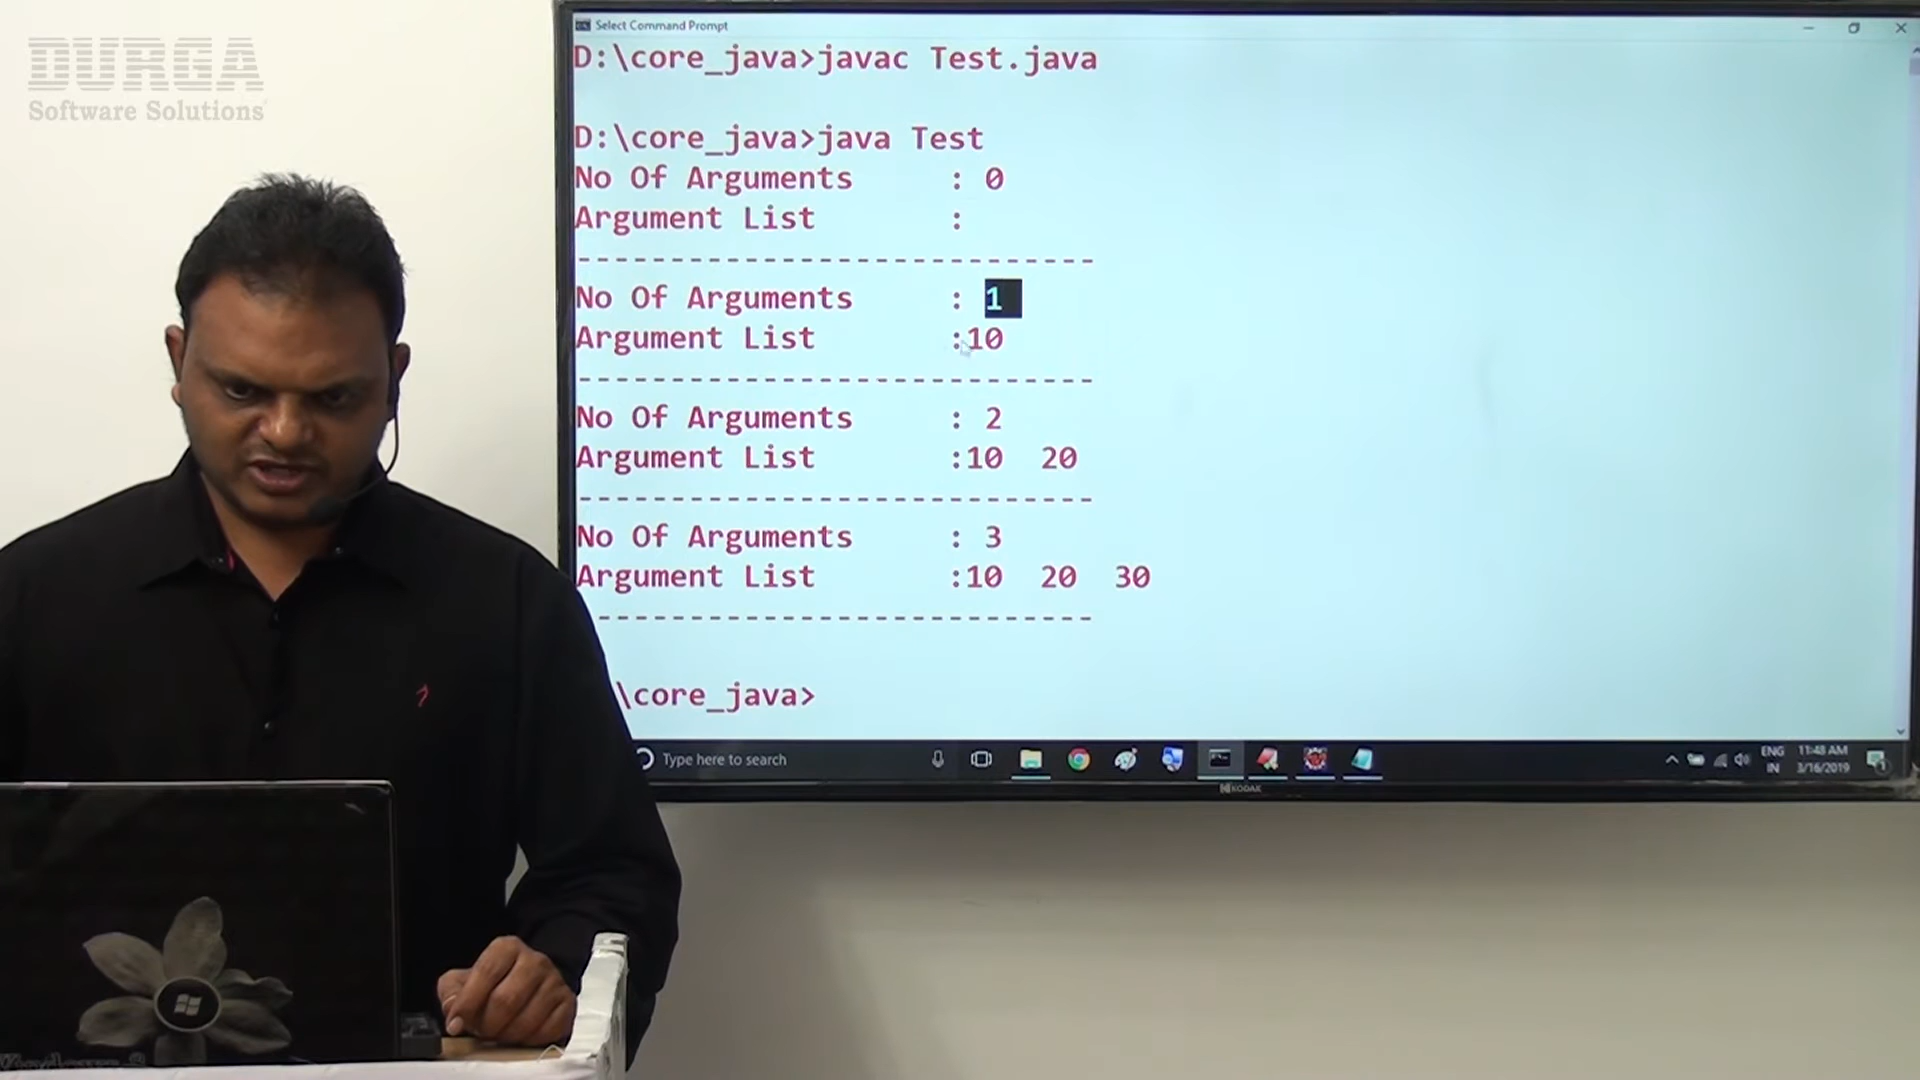 DURGA
Software Solutions
Select Command Prompt
D:\core_java>javac Test.java
D:\core_java>java Test
No Of Arguments : 0
Argument List :
----------------------------
No Of Arguments : 1
Argument List :10
----------------------------
No Of Arguments : 2
Argument List :10 20
----------------------------
No Of Arguments : 3
Argument List :10 20 30
----------------------------
\core_java>
Type here to search
ENG
IN
11:48 AM
3/16/2019
KODAK